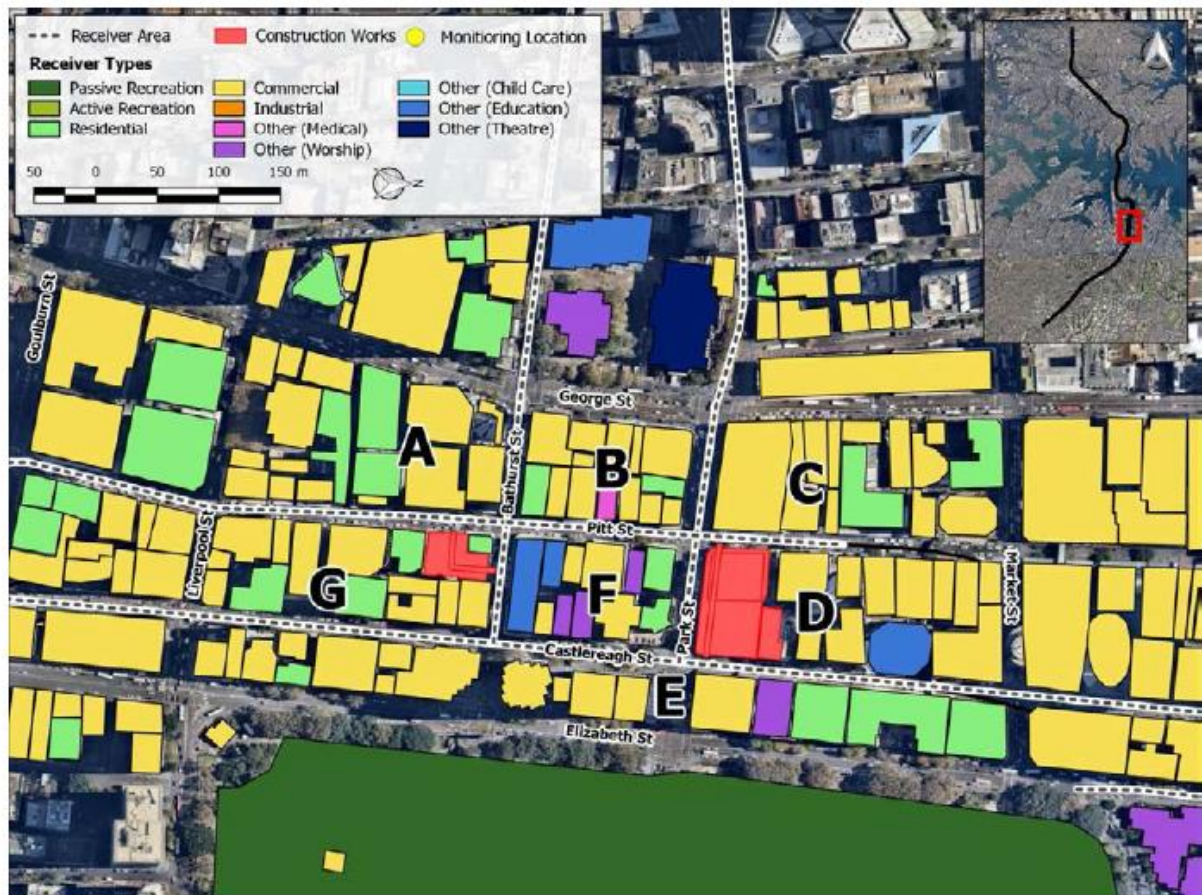 Receiver Area
Construction Works
Monitoring Location
Receiver Types
Passive Recreation
Active Recreation
Residential
Commercial
Industrial
Other (Medical)
Other (Worship)
Other (Child Care)
Other (Education)
Other (Theatre)
50 0 50 100 150 m
N
Goulburn St
George St
Bathurst St
A
B
C
Pitt St
Liverpool St
Market St
G
F
D
Park St
Castlereagh St
E
Elizabeth St